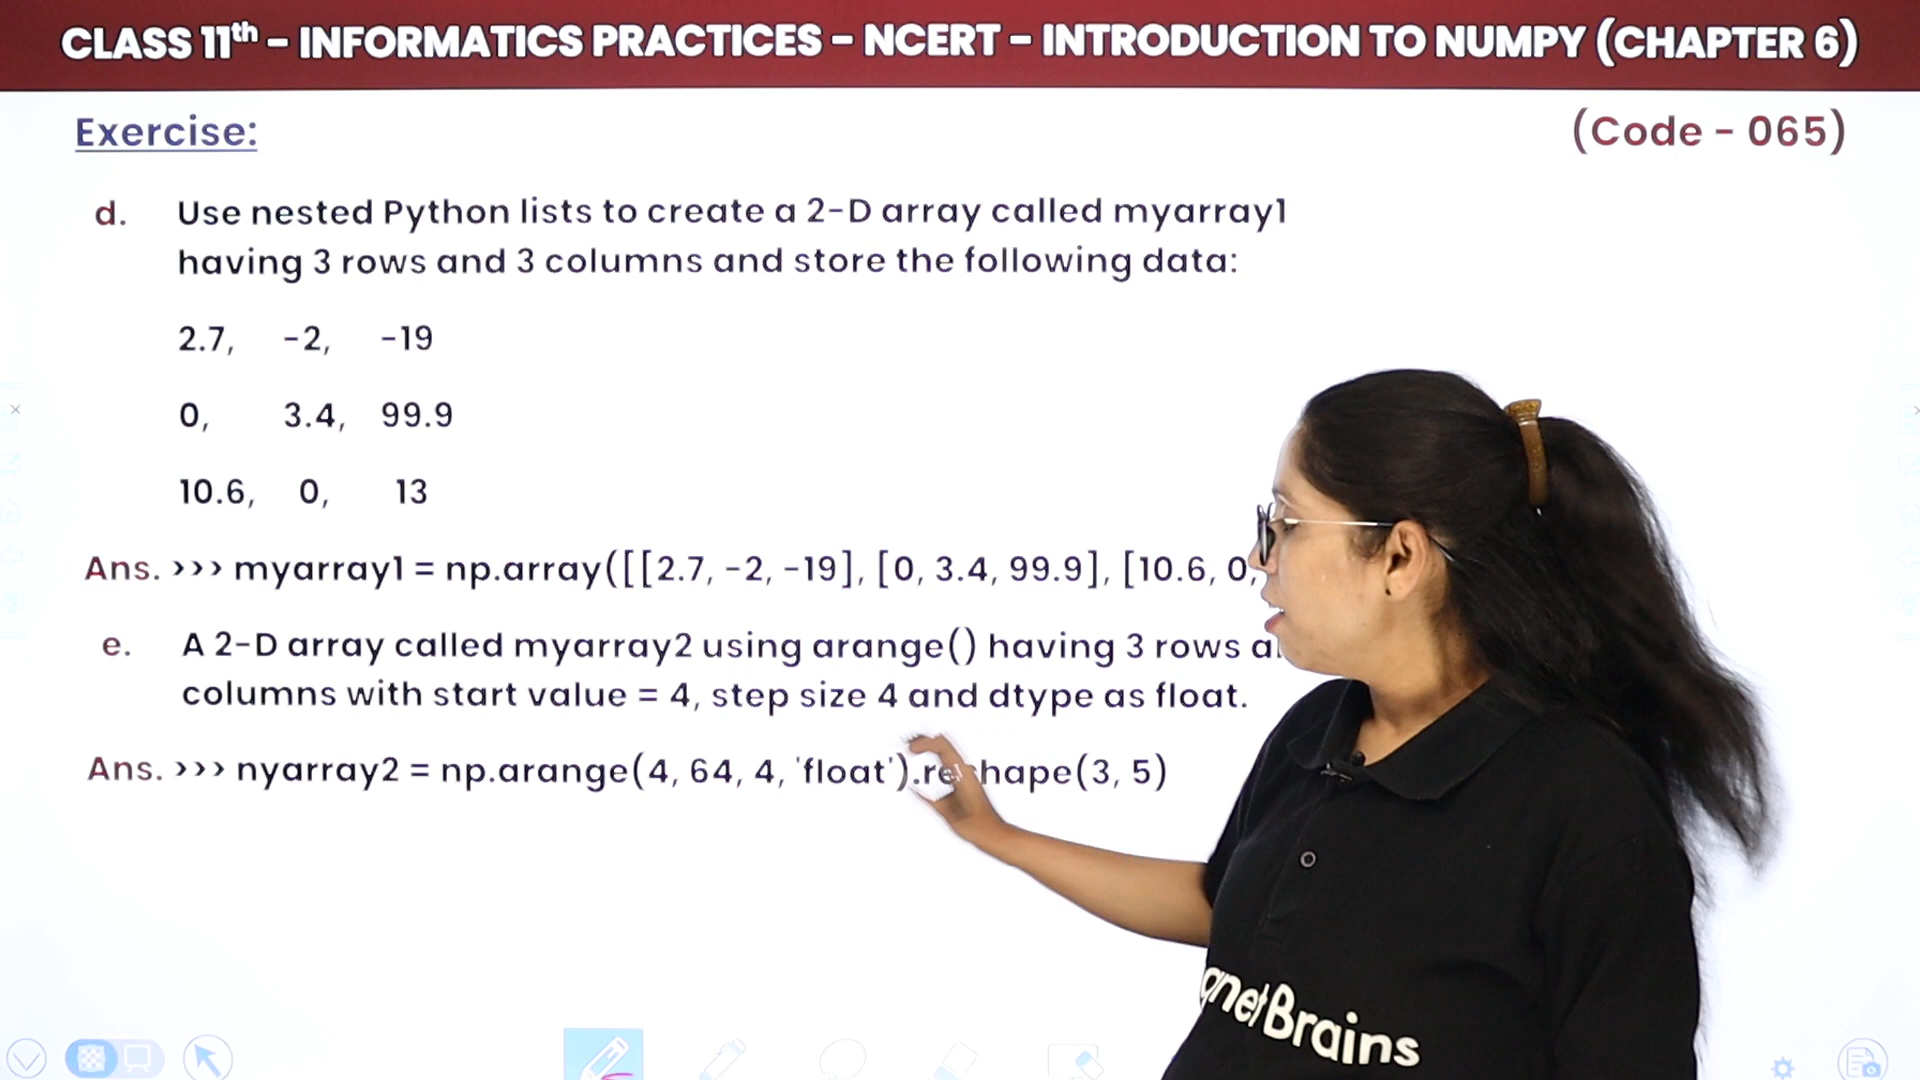 CLASS 11th – INFORMATICS PRACTICES – NCERT – INTRODUCTION TO NUMPY (CHAPTER 6)
Exercise:
(Code - 065)
d. Use nested Python lists to create a 2-D array called myarray1
having 3 rows and 3 columns and store the following data:
2.7, -2, -19
0, 3.4, 99.9
10.6, 0, 13
Ans. >>> myarray1 = np.array([[2.7, -2, -19], [0, 3.4, 99.9], [10.6, 0,
e. A 2-D array called myarray2 using arange() having 3 rows
columns with start value = 4, step size 4 and dtype as float.
Ans. >>> nyarray2 = np.arange(4, 64, 4, 'float').reshape(3, 5)
Brains